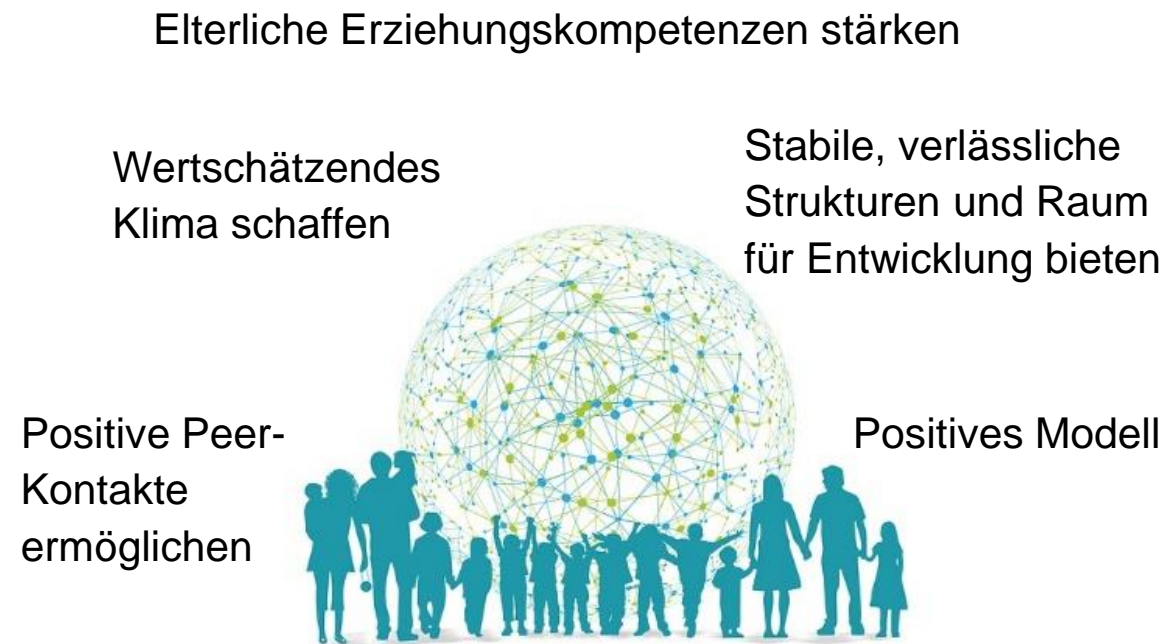 Elterliche Erziehungskompetenzen stärken
Wertschätzendes
Klima schaffen
Stabile, verlässliche
Strukturen und Raum
für Entwicklung bieten
Positive Peer-
Kontakte
ermöglichen
Positives Modell